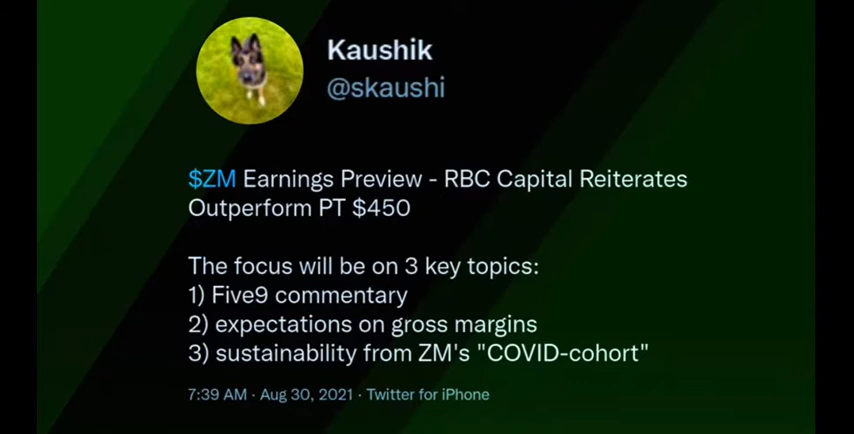 Kaushik
@skaushi
$ZM Earnings Preview - RBC Capital Reiterates
Outperform PT $450
The focus will be on 3 key topics:
1) Five9 commentary
2) expectations on gross margins
3) sustainability from ZM's "COVID-cohort"
7:39 AM · Aug 30, 2021 · Twitter for iPhone